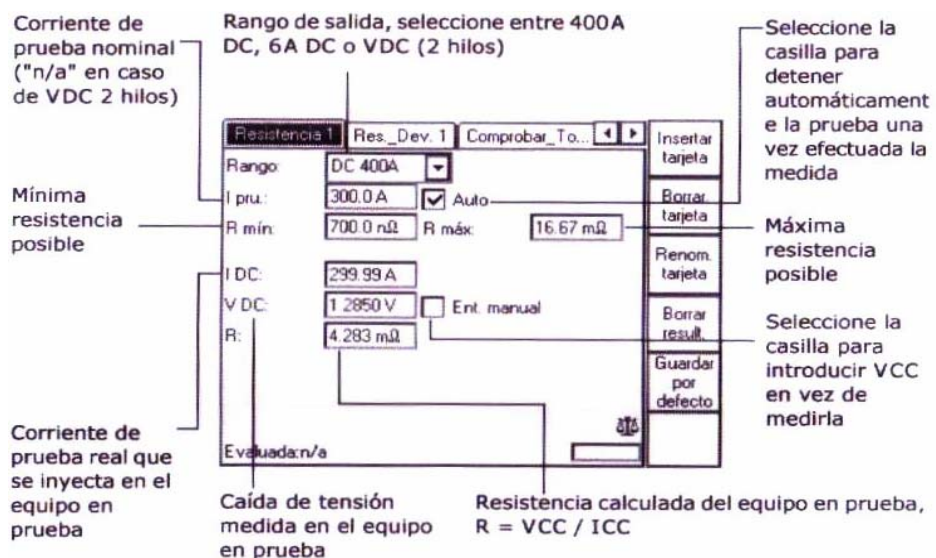 Corriente de
prueba nominal
("n/a" en caso
de VDC 2 hilos)
Rango de salida, seleccione entre 400A
DC, 6A DC o VDC (2 hilos)
Seleccione la
casilla para
detener
automáticament
e la prueba una
vez efectuada la
medida
Mínima
resistencia
posible
Resistencia 1
Res._Dev. 1
Comprobar_To...
Rango:
DC 400A
I pru.:
300.0 A
Auto
R mín:
700.0 nΩ
R máx:
16.67 mΩ
I DC:
299.99 A
V DC:
1.2850 V
Ent. manual
R:
4.283 mΩ
Evaluada:n/a
Insertar
tarjeta
Borrar
tarjeta
Renom.
tarjeta
Borrar
result.
Guardar
por
defecto
Máxima
resistencia
posible
Seleccione la
casilla para
introducir VCC
en vez de
medirla
Corriente de
prueba real que
se inyecta en el
equipo en
prueba
Caída de tensión
medida en el equipo
en prueba
Resistencia calculada del equipo en prueba,
R = VCC / ICC